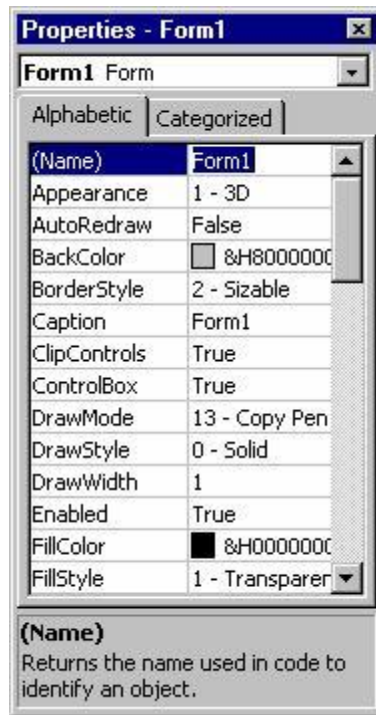 Properties - Form1
Form1 Form
Alphabetic Categorized
(Name) Form1
Appearance 1 - 3D
AutoRedraw False
BackColor &H8000000
BorderStyle 2 - Sizable
Caption Form1
ClipControls True
ControlBox True
DrawMode 13 - Copy Pen
DrawStyle 0 - Solid
DrawWidth 1
Enabled True
FillColor &H0000000
FillStyle 1 - Transparen
(Name)
Returns the name used in code to
identify an object.